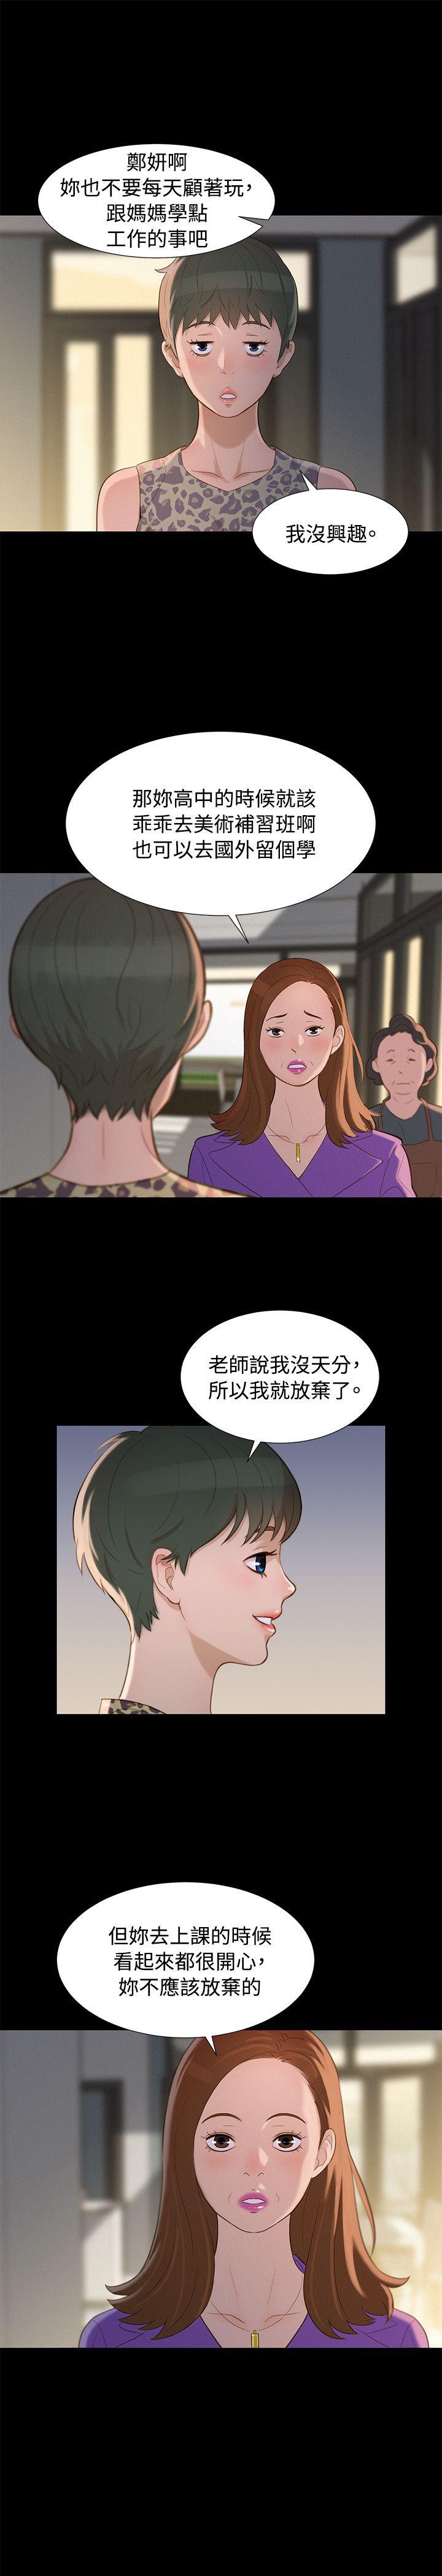 鄭妍啊
妳也不要每天顧著玩，
跟媽媽學點
工作的事吧
我沒興趣。
那妳高中的時候就該
乖乖去美術補習班啊
也可以去國外留個學
老師說我沒天分，
所以我就放棄了。
但妳去上課的時候
看起來都很開心，
妳不應該放棄的